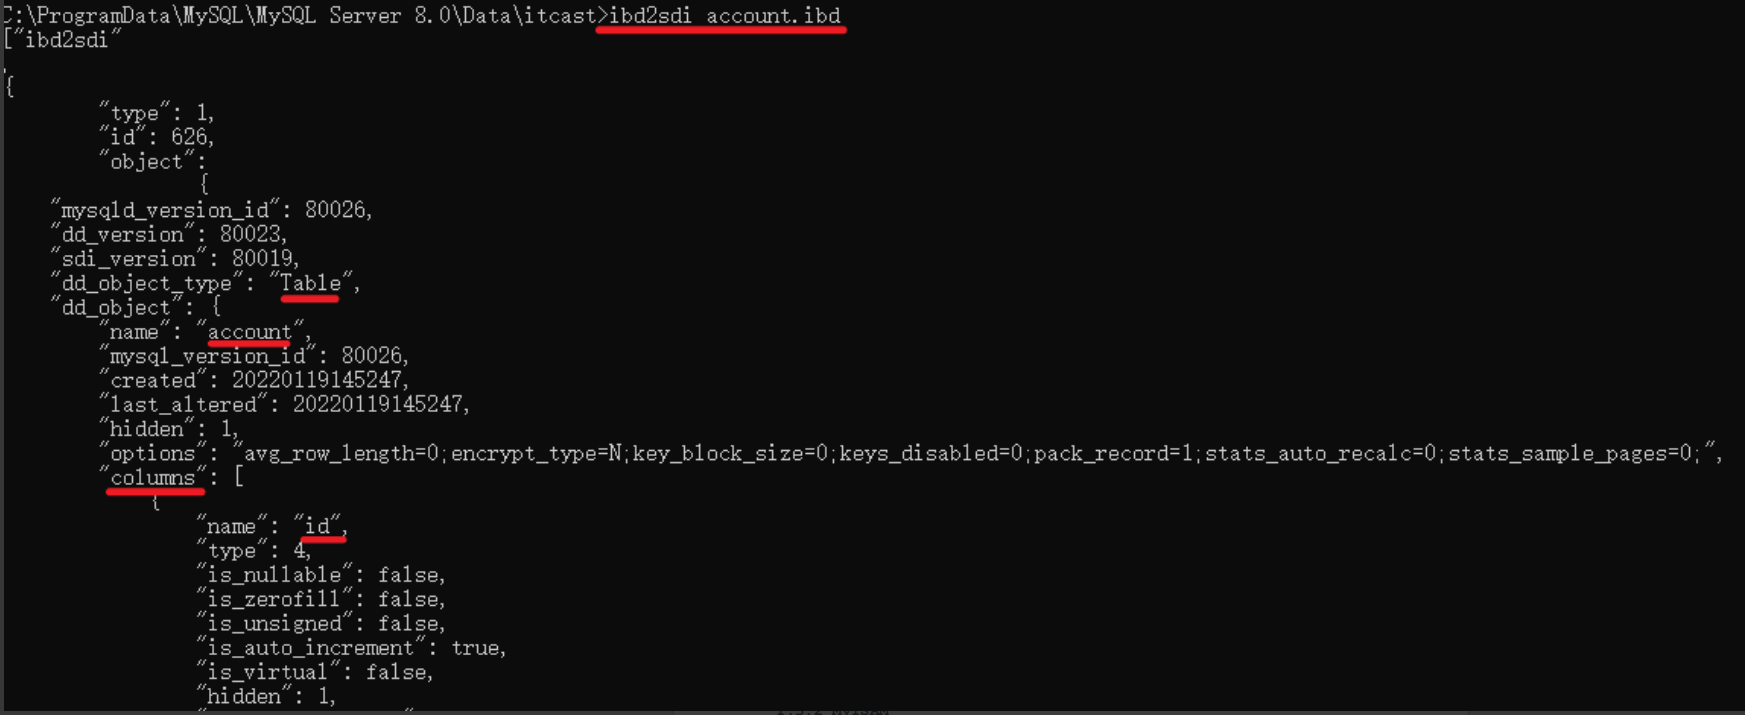 C:\ProgramData\MySQL\MySQL Server 8.0\Data\itcast>ibd2sdi account.ibd
["ibd2sdi"
,
{
"type": 1,
"id": 626,
"object":
{
"mysqld_version_id": 80026,
"dd_version": 80023,
"sdi_version": 80019,
"dd_object_type": "Table",
"dd_object": {
"name": "account",
"mysql_version_id": 80026,
"created": 20220119145247,
"last_altered": 20220119145247,
"hidden": 1,
"options": "avg_row_length=0;encrypt_type=N;key_block_size=0;keys_disabled=0;pack_record=1;stats_auto_recalc=0;stats_sample_pages=0;",
"columns": [
{
"name": "id",
"type": 4,
"is_nullable": false,
"is_zerofill": false,
"is_unsigned": false,
"is_auto_increment": true,
"is_virtual": false,
"hidden": 1,